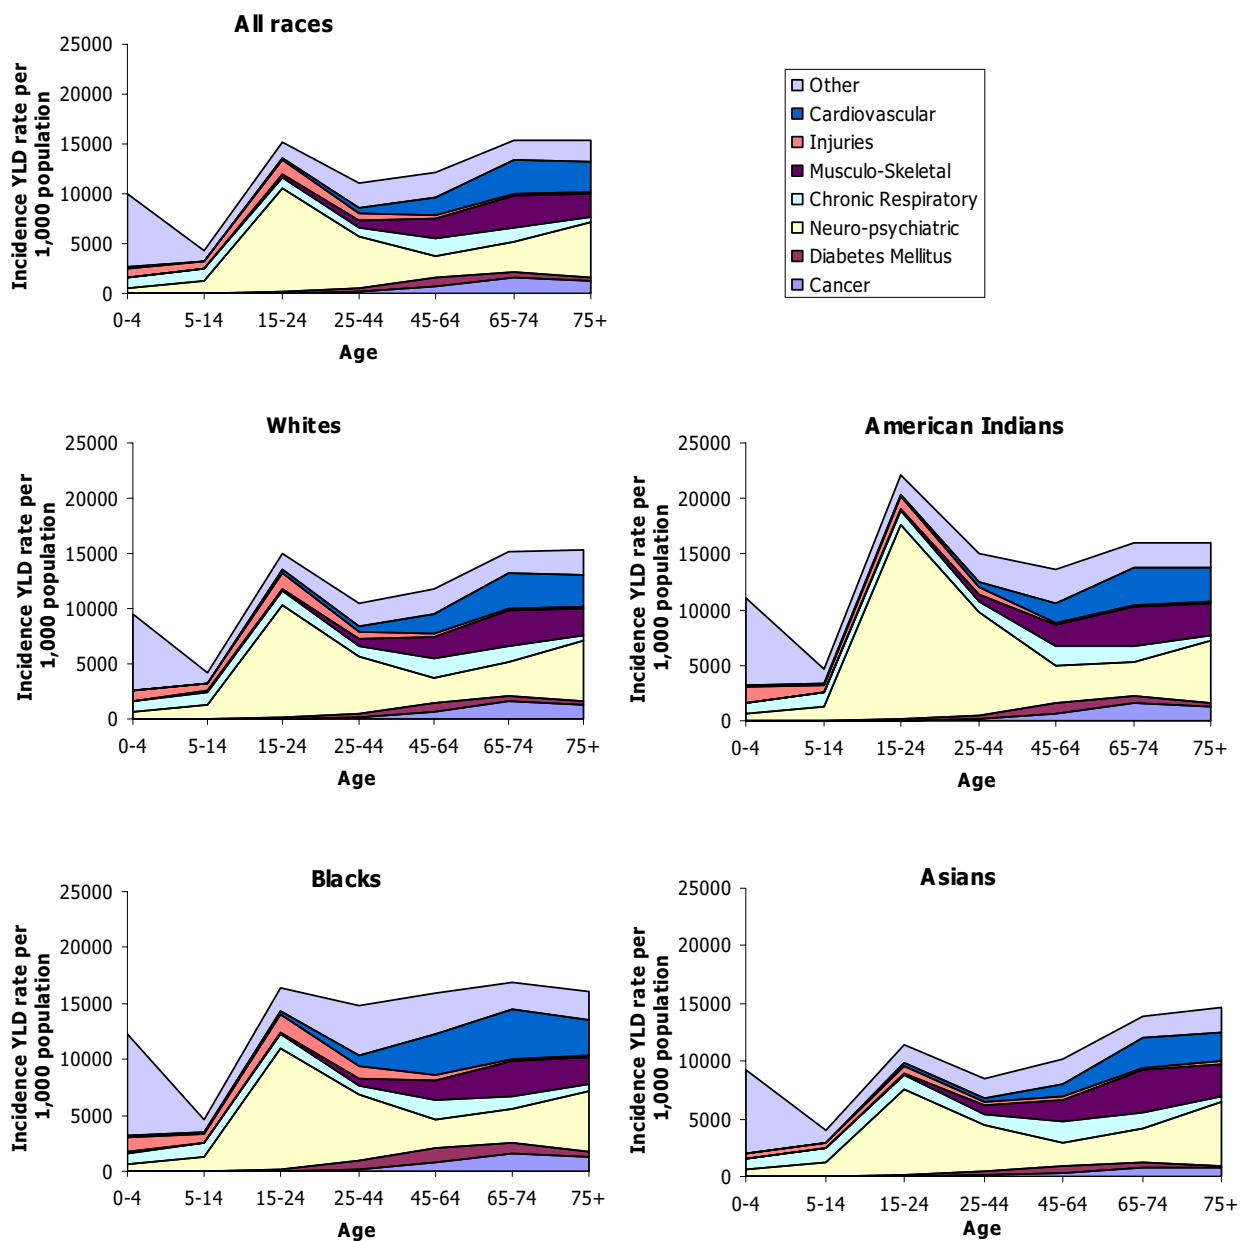 All races
Incidence YLD rate per
1,000 population
25000
20000
15000
10000
5000
0
0-4 5-14 15-24 25-44 45-64 65-74 75+
Age
Other
Cardiovascular
Injuries
Musculo-Skeletal
Chronic Respiratory
Neuro-psychiatric
Diabetes Mellitus
Cancer
Whites
Incidence YLD rate per
1,000 population
25000
20000
15000
10000
5000
0
0-4 5-14 15-24 25-44 45-64 65-74 75+
Age
American Indians
Incidence YLD rate per
1,000 population
25000
20000
15000
10000
5000
0
0-4 5-14 15-24 25-44 45-64 65-74 75+
Age
Blacks
Incidence YLD rate per
1,000 population
25000
20000
15000
10000
5000
0
0-4 5-14 15-24 25-44 45-64 65-74 75+
Age
Asians
Incidence YLD rate per
1,000 population
25000
20000
15000
10000
5000
0
0-4 5-14 15-24 25-44 45-64 65-74 75+
Age